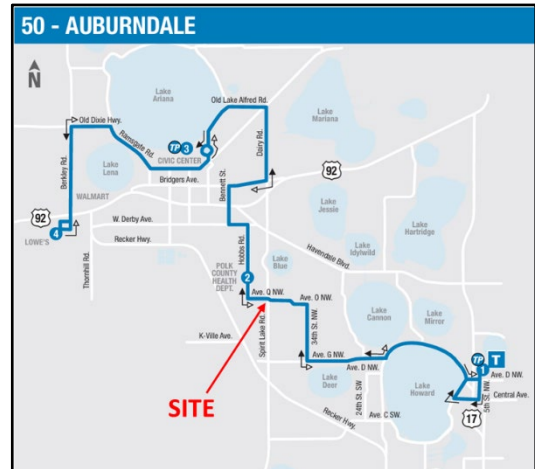 50 - AUBURNDALE
N
Lake
Ariana
Old Lake Alfred Rd.
Old Dixie Hwy.
Ramsgate Rd.
TP 3
CIVIC CENTER
Lake
Mariana
Dairy Rd.
Berkley Rd.
Lake
Lena
Bridgers Ave.
Bennett St.
92
WALMART
92
LOWE'S
4
W. Derby Ave.
Recker Hwy.
Thornhill Rd.
Hobbs Rd.
Lake
Jessie
Lake
Hartridge
Lake
Idylwild
Havendale Blvd.
Lake
Blue
POLK
COUNTY
HEALTH
DEPT.
2
Ave. Q NW.
Ave. O NW.
Spirit Lake Rd.
34th St. NW.
Lake
Cannon
Lake
Mirror
K-Ville Ave.
Ave. G NW.
Ave. D NW.
Lake
Deer
24th St. SW
Ave. C SW.
Recker Hwy.
Lake
Howard
TP
1
T
Ave. D NW.
5th St. NW.
Central Ave.
17
SITE